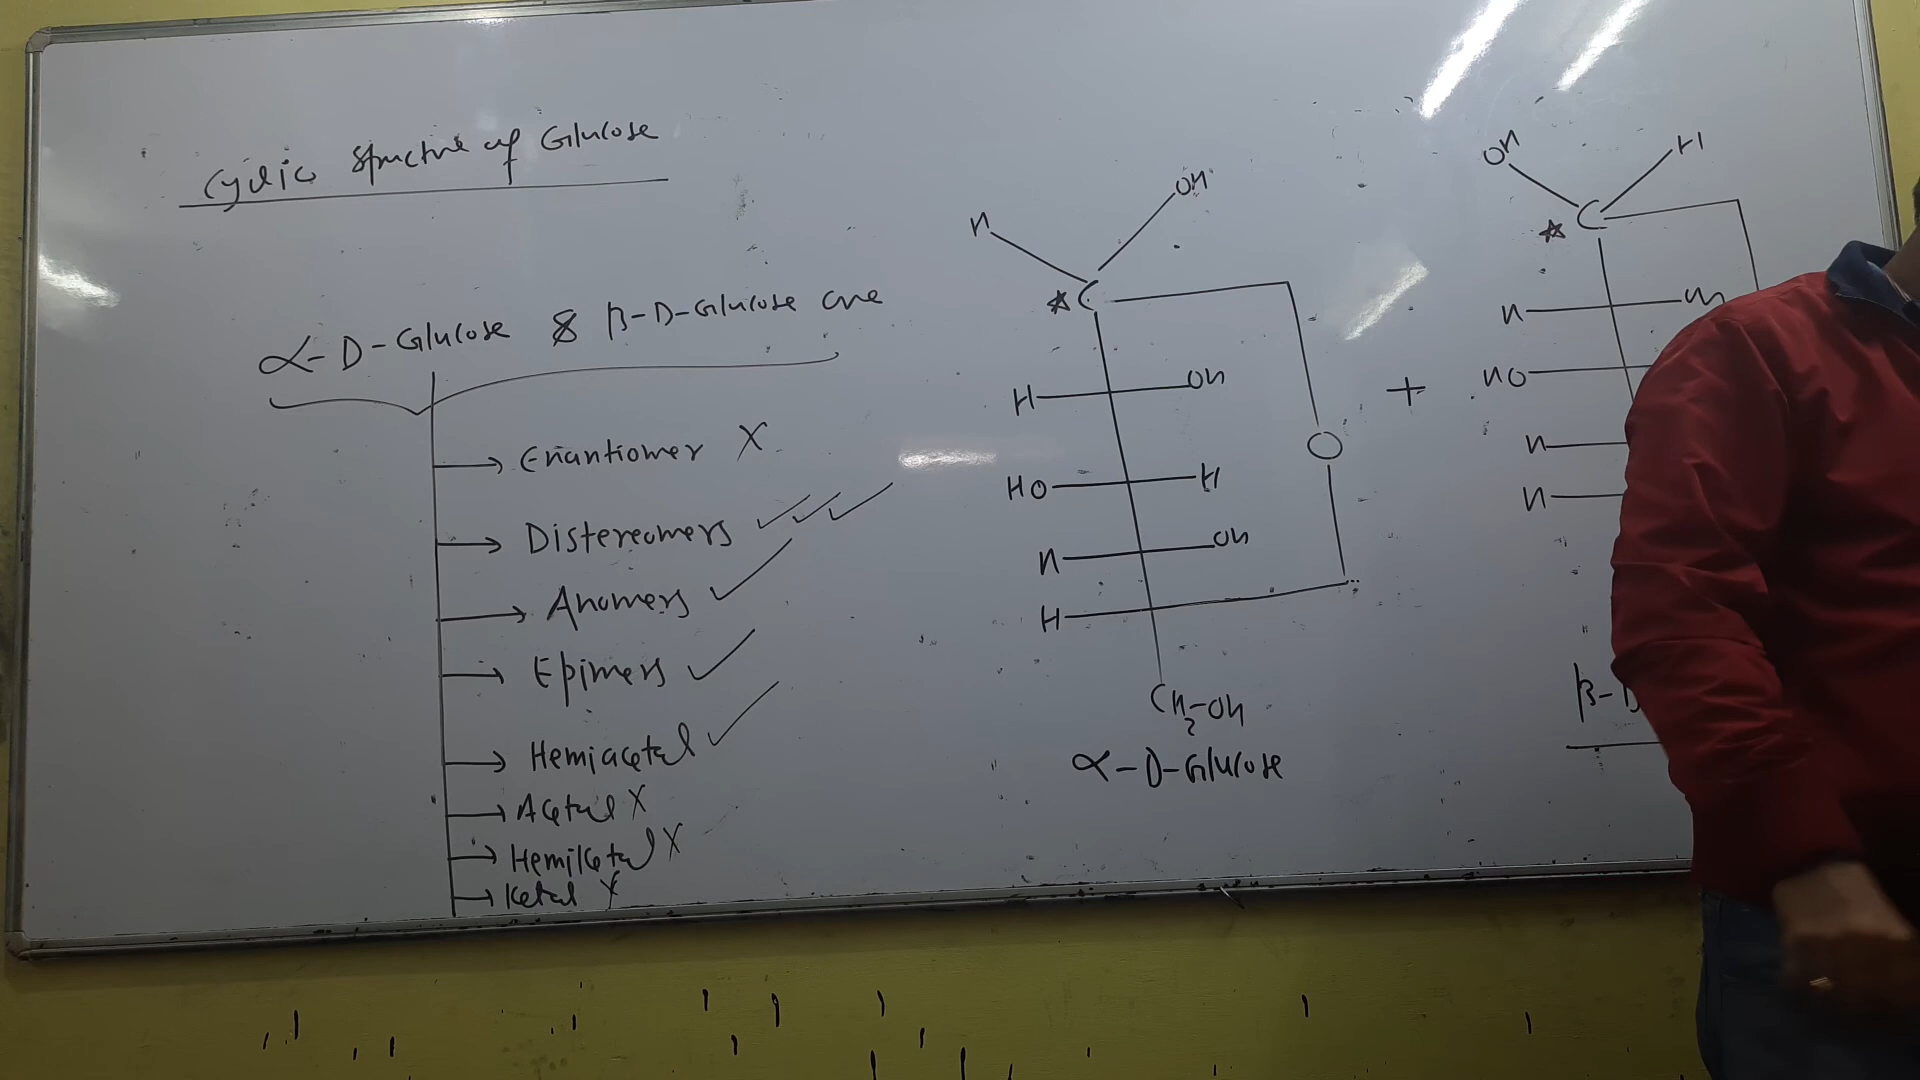 Cyclic Structure of Glucose
α-D-Glucose & β-D-Glucose are
→ Enantiomer X
→ Distereomers ✓✓✓
→ Anomers ✓
→ Epimers ✓
→ Hemiacetal ✓
→ Acetal X
→ Hemiketal X
→ Ketal X
H OH
☆ C
H OH
HO H
O
H OH
H
CH2-OH
α-D-Glucose
+
OH H
☆ C
H
HO
H
H
β-D